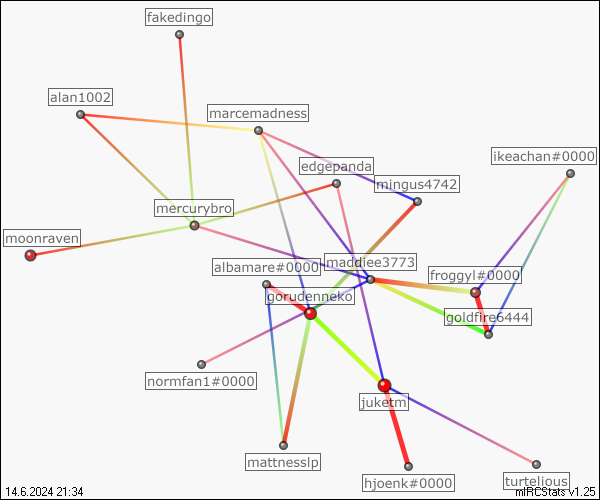 fakedingo
alan1002
marcemadness
ikeachan#0000
edgepanda
mingus4742
mercurybro
moonraven
maddiee3773
albamare#0000
froggyl#0000
gorudenneko
goldfire6444
normfan1#0000
juketm
mattnesslp
hjoenk#0000
turtelious
14.6.2024 21:34
mIRCStats v1.25